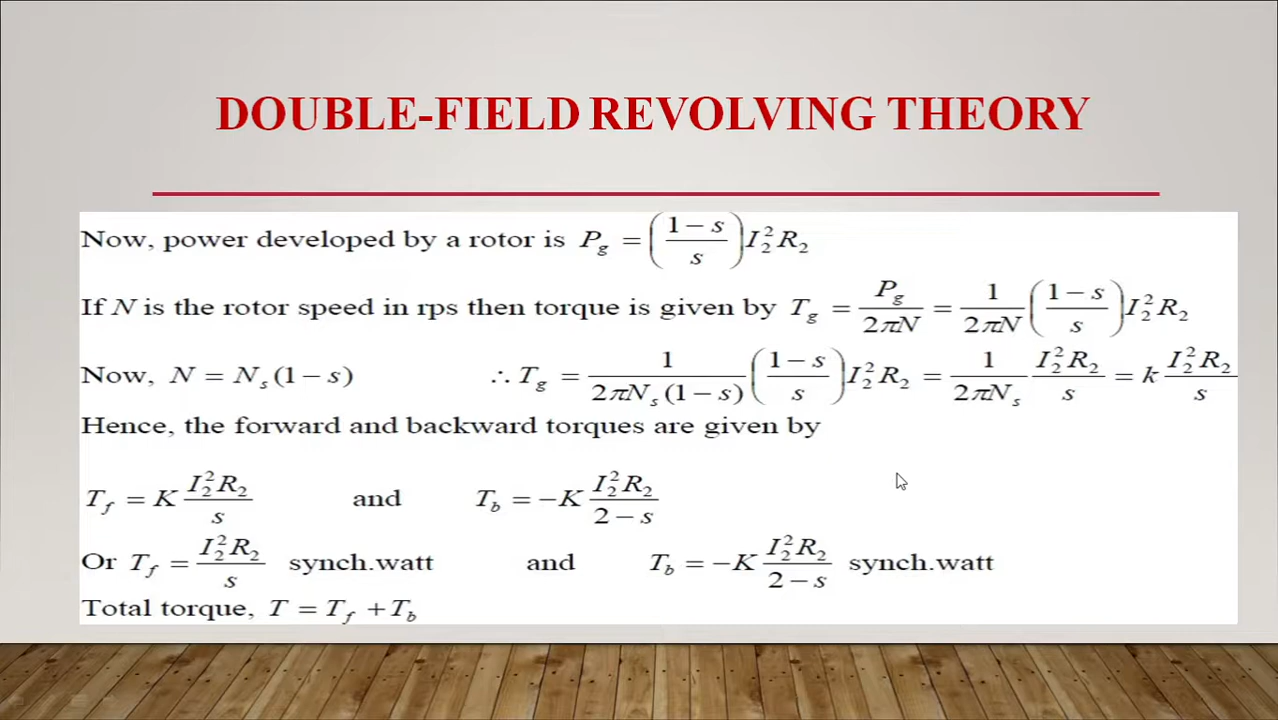 DOUBLE-FIELD REVOLVING THEORY
Now, power developed by a rotor is P_g = ((1 − s)/s) I_2^2 R_2
If N is the rotor speed in rps then torque is given by T_g = P_g/(2πN) = 1/(2πN) ((1 − s)/s) I_2^2 R_2
Now, N = N_s (1 − s) ∴ T_g = 1/(2πN_s (1 − s)) ((1 − s)/s) I_2^2 R_2 = 1/(2πN_s) I_2^2 R_2/s = k I_2^2 R_2/s
Hence, the forward and backward torques are given by
T_f = K I_2^2 R_2/s and T_b = −K I_2^2 R_2/(2 − s)
Or T_f = I_2^2 R_2/s synch.watt and T_b = −K I_2^2 R_2/(2 − s) synch.watt
Total torque, T = T_f + T_b